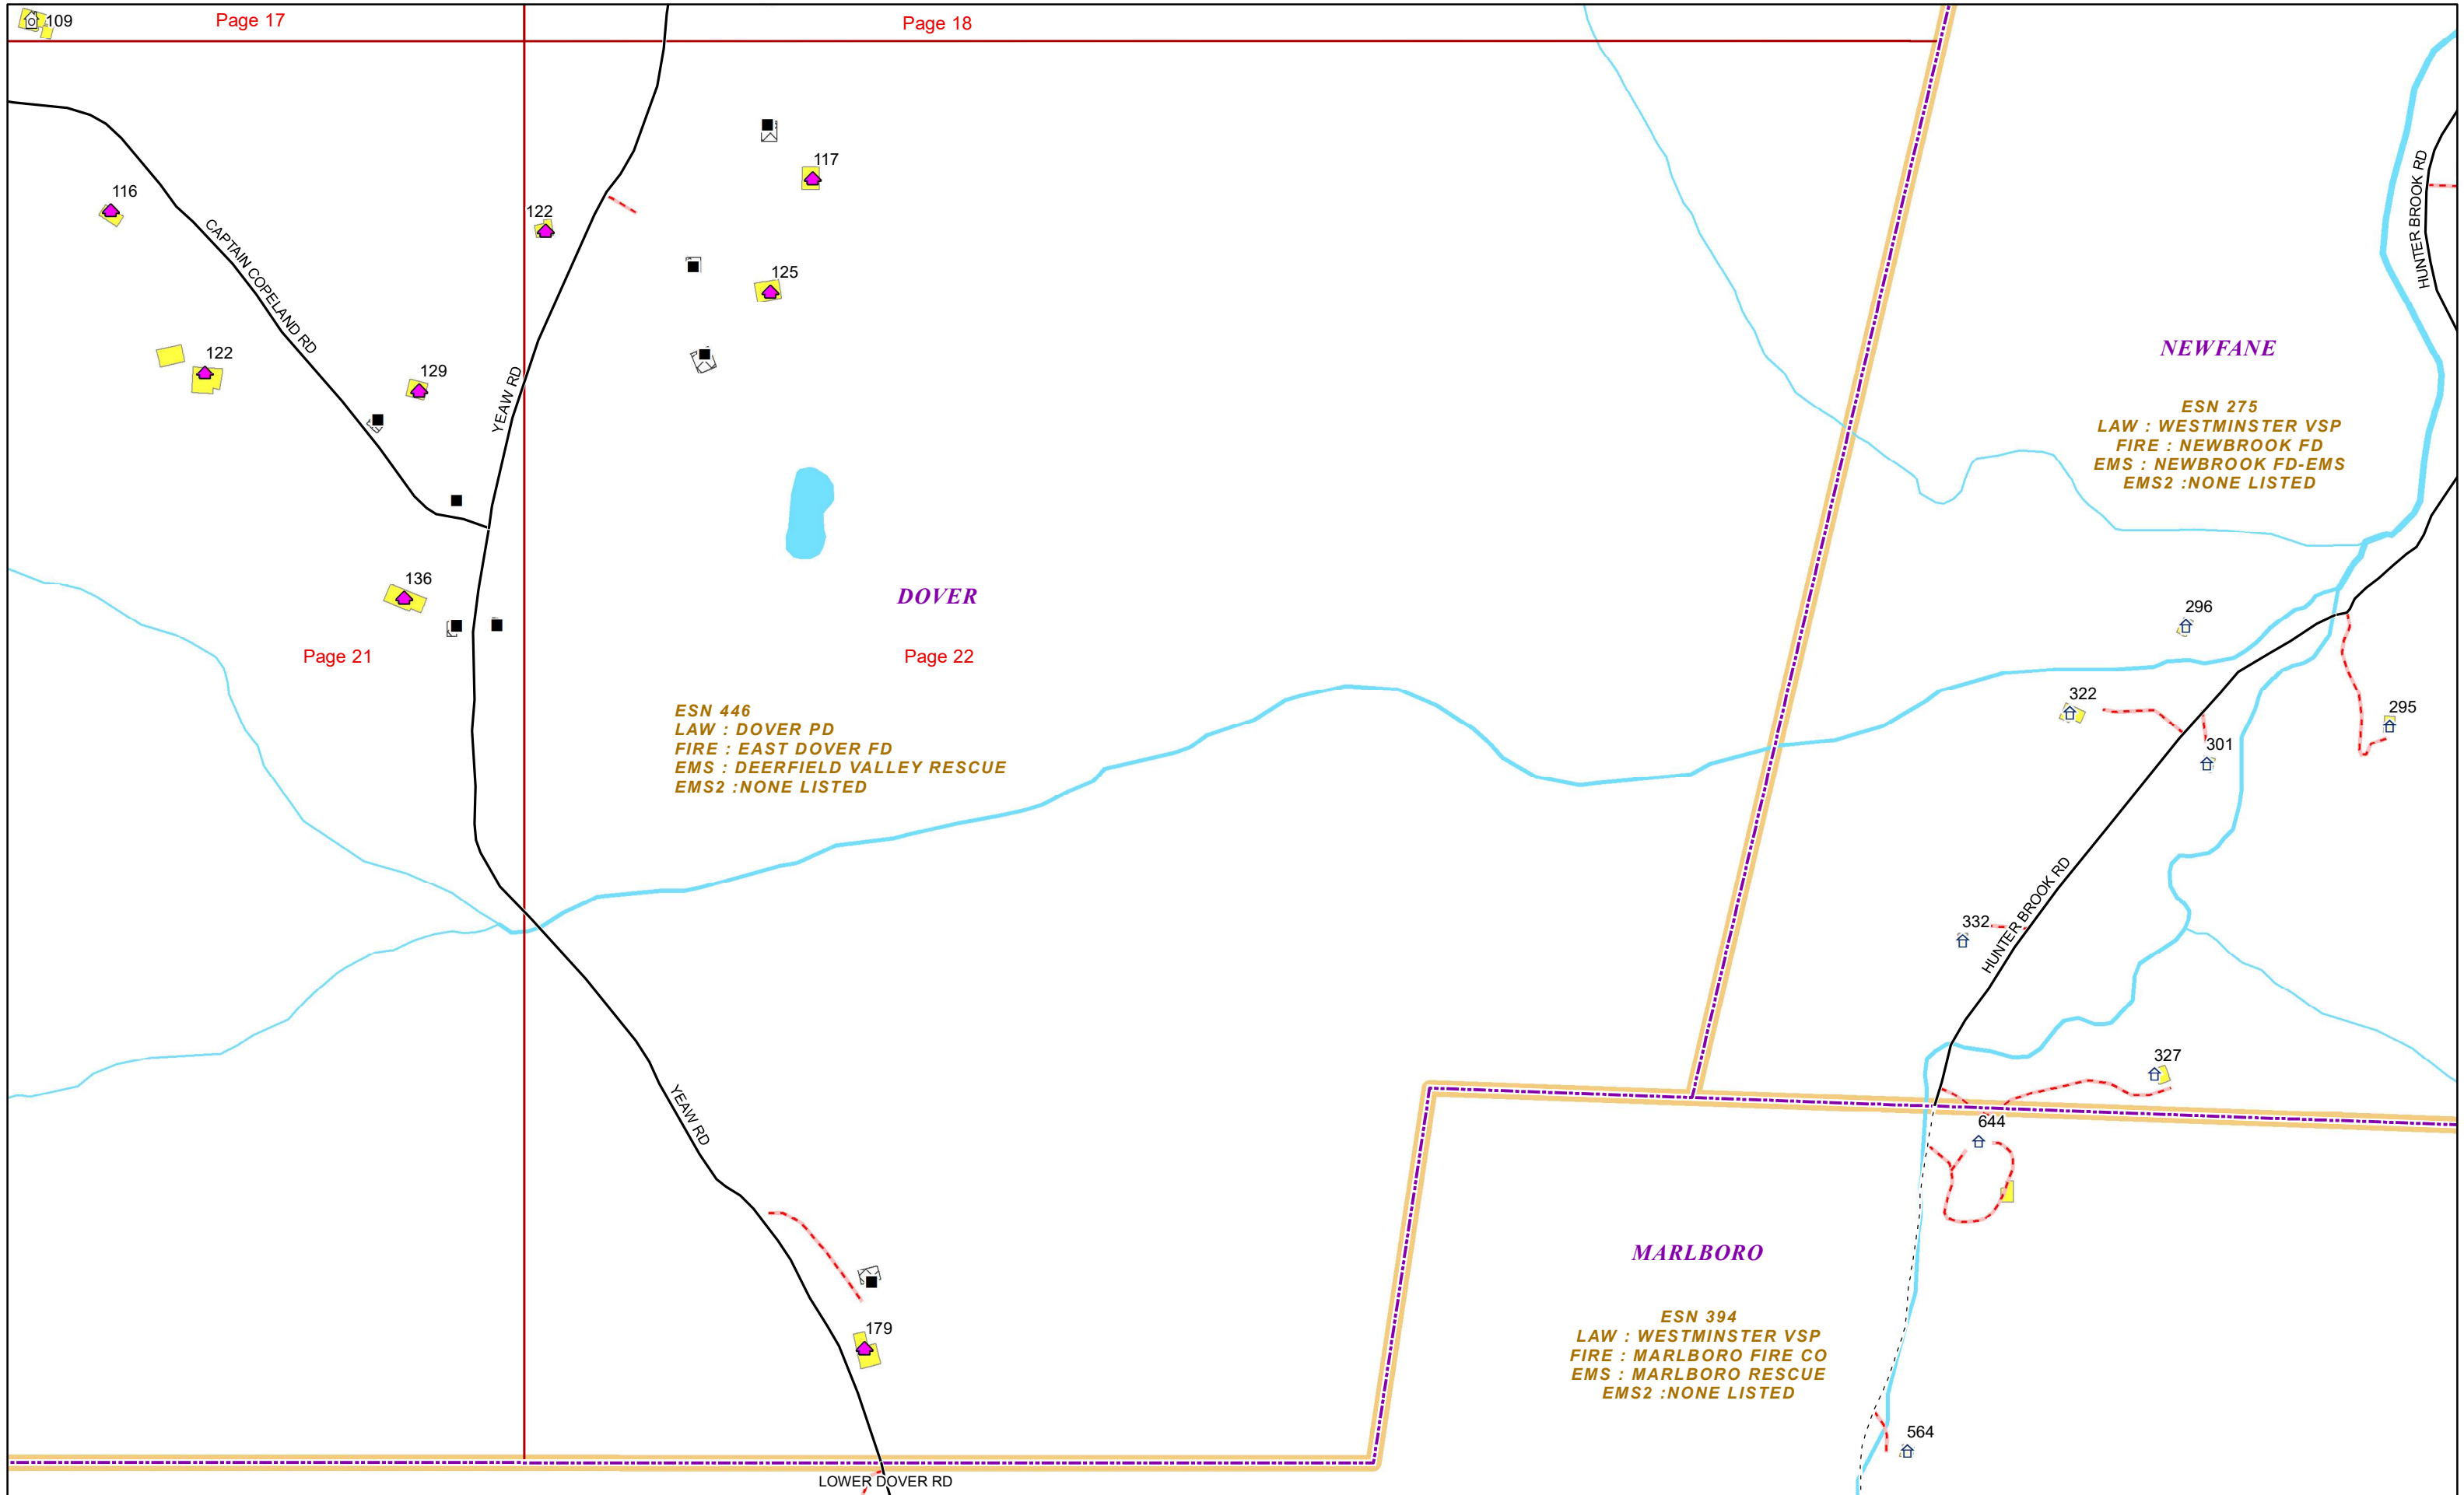 Page 17
Page 18
109
117
116
122
125
CAPTAIN COPELAND RD
HUNTER BROOK RD
122
129
YEAW RD
NEWFANE
ESN 275
LAW : WESTMINSTER VSP
FIRE : NEWBROOK FD
EMS : NEWBROOK FD-EMS
EMS2 :NONE LISTED
136
DOVER
296
Page 21
Page 22
322
295
301
ESN 446
LAW : DOVER PD
FIRE : EAST DOVER FD
EMS : DEERFIELD VALLEY RESCUE
EMS2 :NONE LISTED
332
HUNTER BROOK RD
327
YEAW RD
644
MARLBORO
179
ESN 394
LAW : WESTMINSTER VSP
FIRE : MARLBORO FIRE CO
EMS : MARLBORO RESCUE
EMS2 :NONE LISTED
564
LOWER DOVER RD